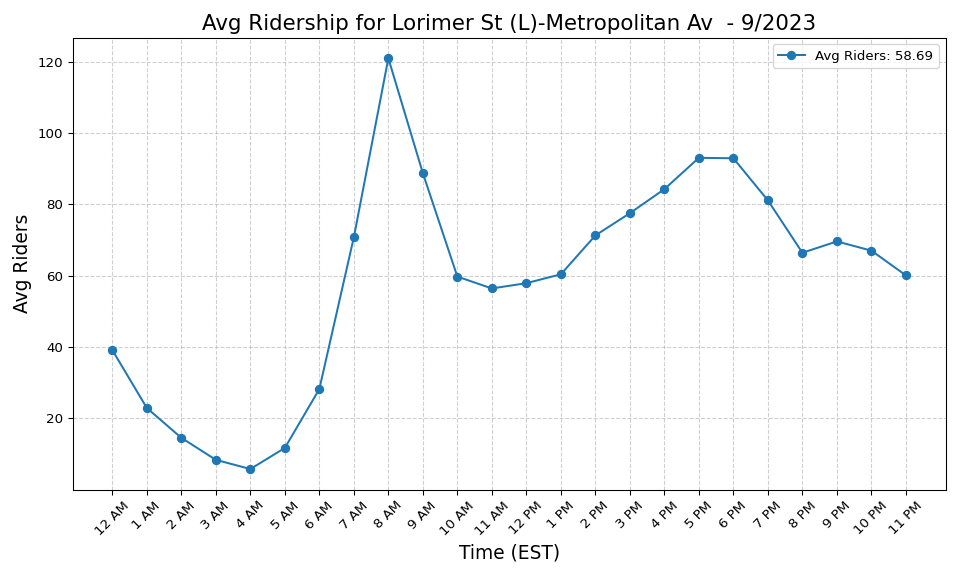 Avg Ridership for Lorimer St (L)-Metropolitan Av  - 9/2023
Avg Riders: 58.69
Avg Riders
120
100
80
60
40
20
12 AM
1 AM
2 AM
3 AM
4 AM
5 AM
6 AM
7 AM
8 AM
9 AM
10 AM
11 AM
12 PM
1 PM
2 PM
3 PM
4 PM
5 PM
6 PM
7 PM
8 PM
9 PM
10 PM
11 PM
Time (EST)